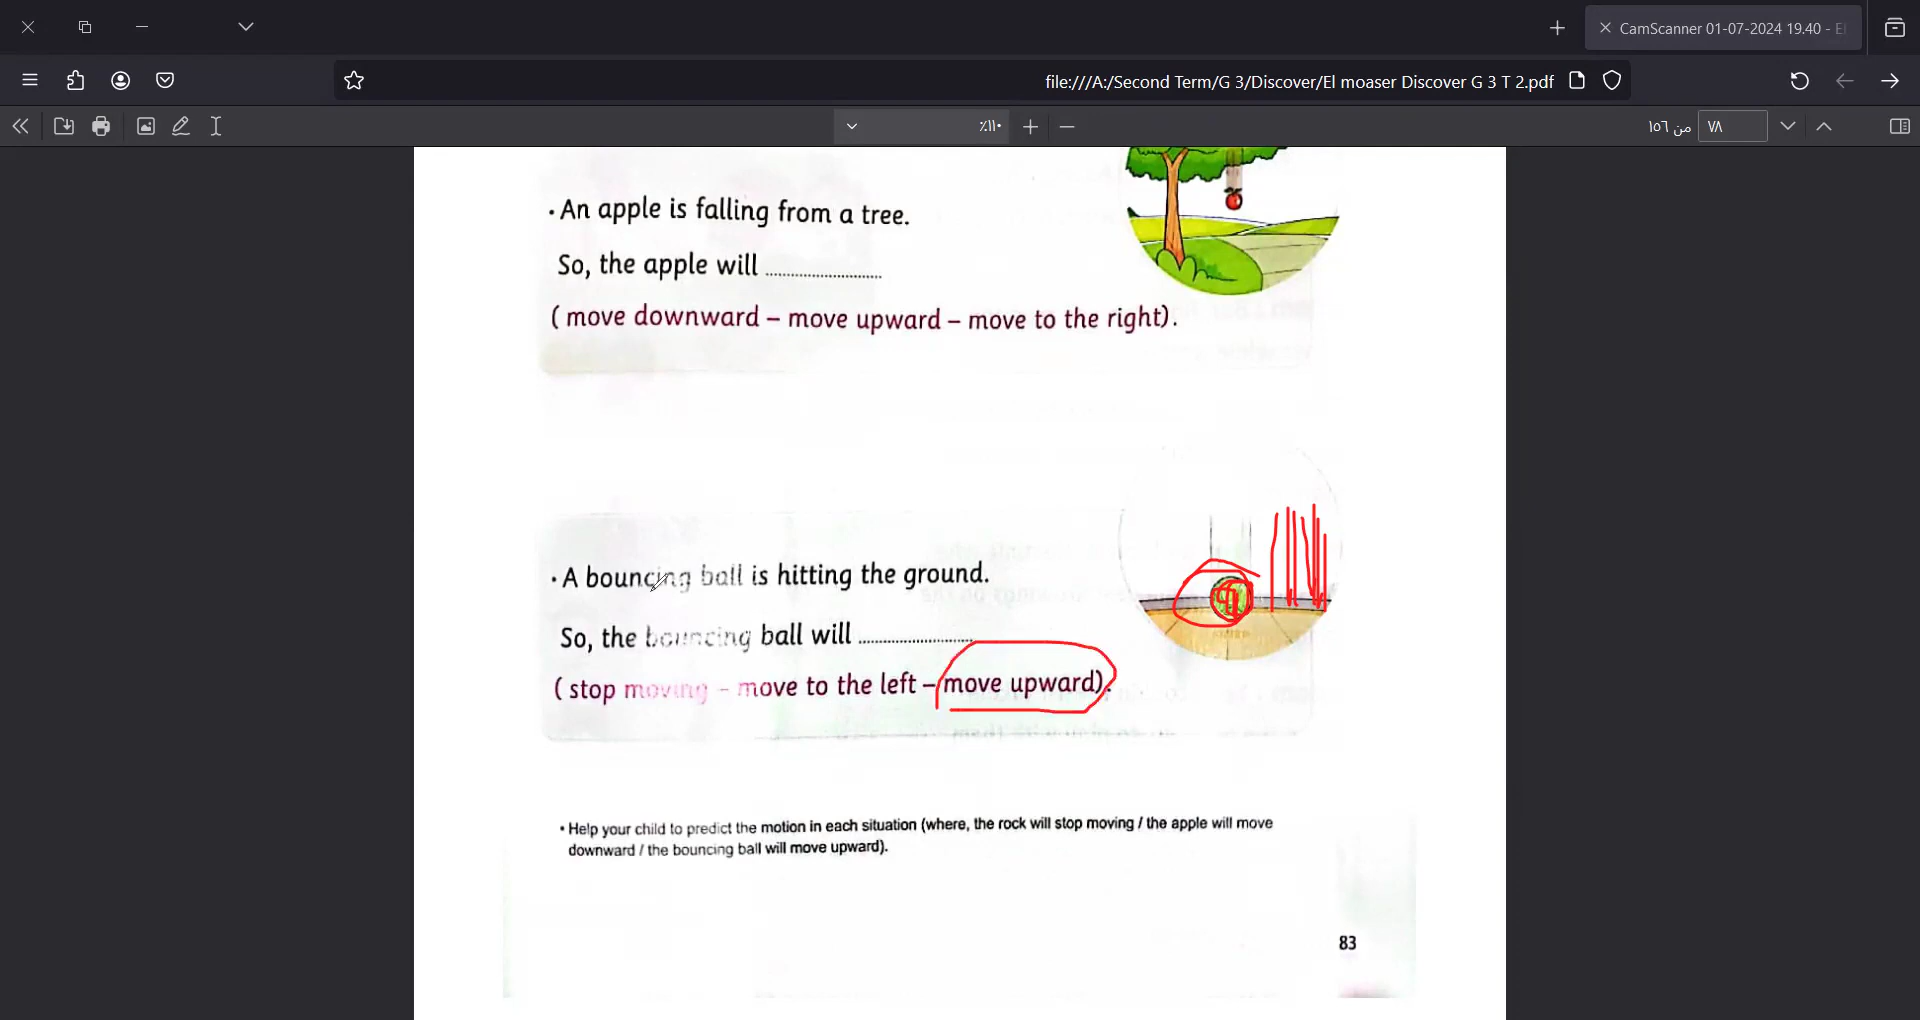 CamScanner 01-07-2024 19.40 - El
file:///A:/Second Term/G 3/Discover/El moaser Discover G 3 T 2.pdf
٪١١٠
من ١٥٦
٧٨
• An apple is falling from a tree.
So, the apple will ........................
( move downward – move upward – move to the right).
• A bouncing ball is hitting the ground.
So, the bouncing ball will ........................
( stop moving – move to the left – move upward).
• Help your child to predict the motion in each situation (where, the rock will stop moving / the apple will move
downward / the bouncing ball will move upward).
83